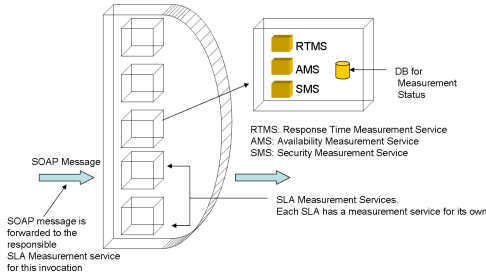 RTMS
AMS
SMS
DB for
Measurement
Status
RTMS: Response Time Measurement Service
AMS: Availability Measurement Service
SMS: Security Measurement Service
SOAP Message
SLA Measurement Services.
Each SLA has a measurement service for its own
SOAP message is
forwarded to the
responsible
SLA Measurement service
for this invocation